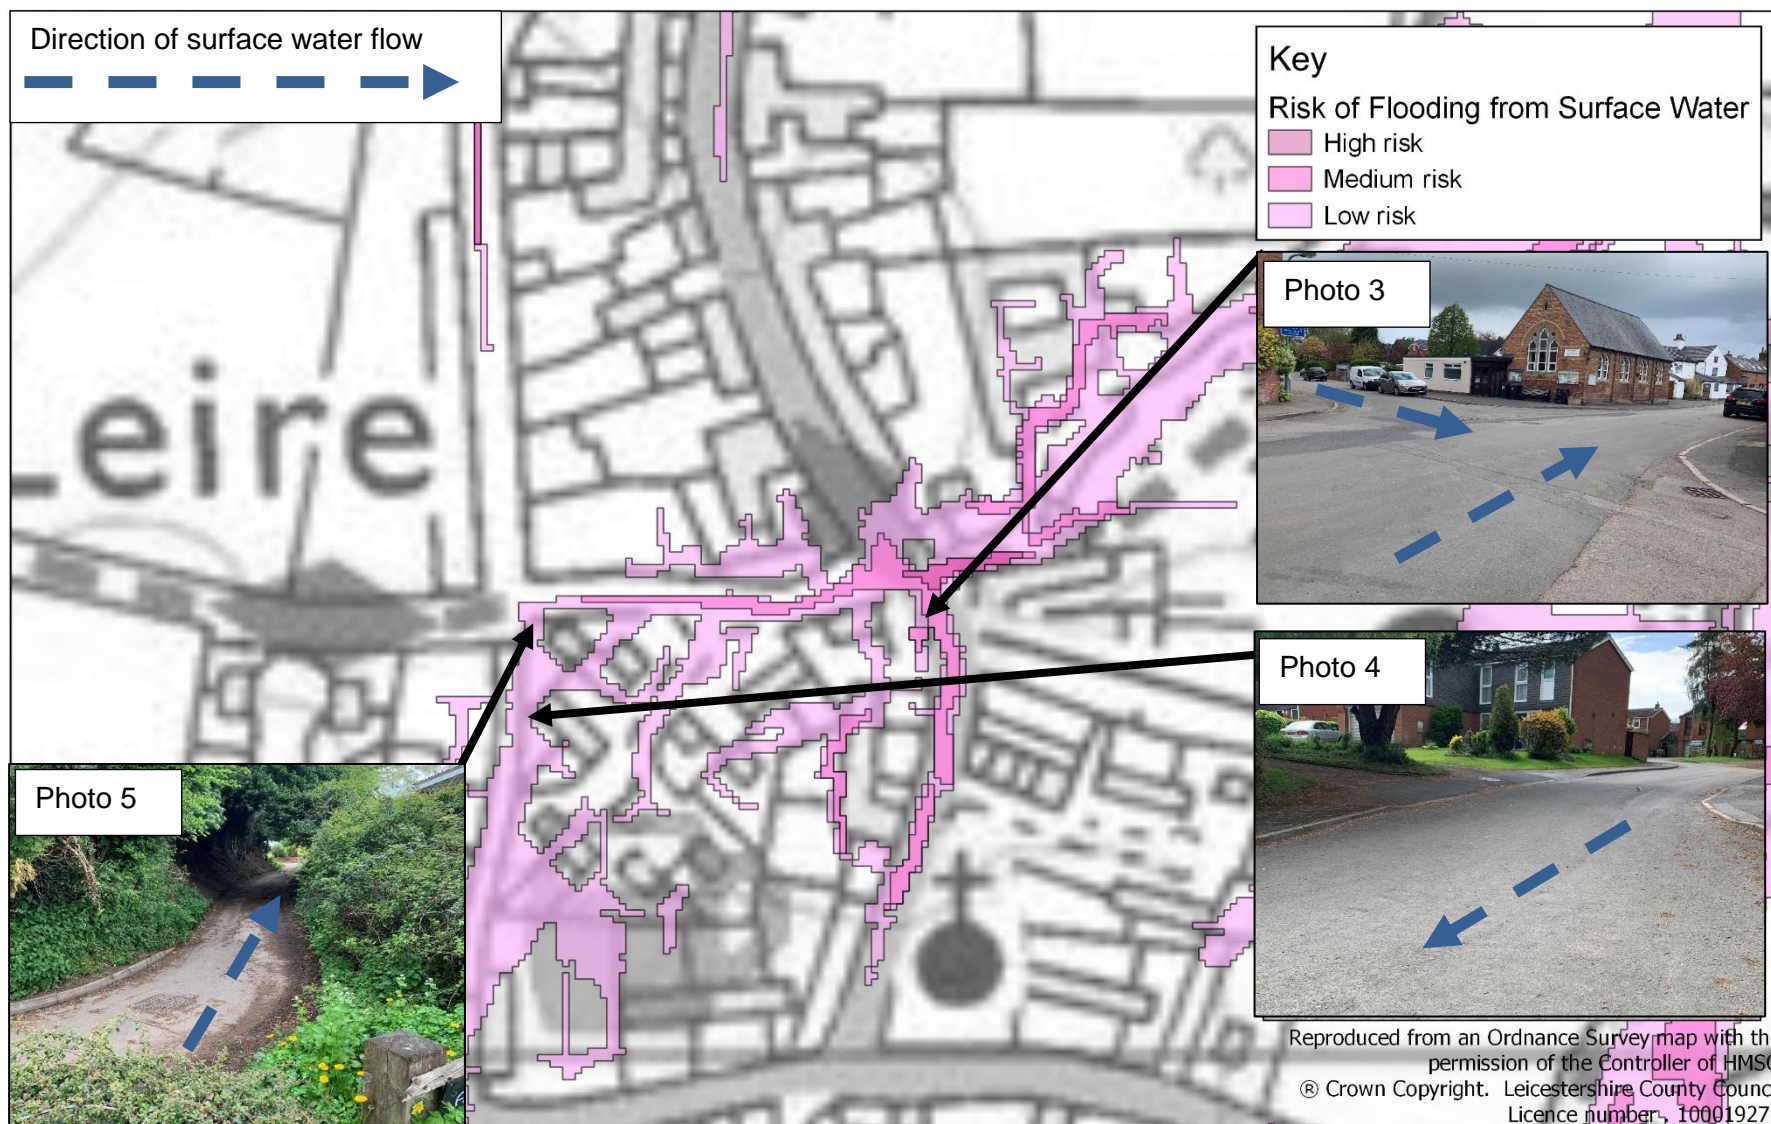 Direction of surface water flow
Key
Risk of Flooding from Surface Water
High risk
Medium risk
Low risk
Photo 3
Leire
Photo 4
Photo 5
Reproduced from an Ordnance Survey map with the
permission of the Controller of HMSO
® Crown Copyright. Leicestershire County Counc
Licence number . 10001927